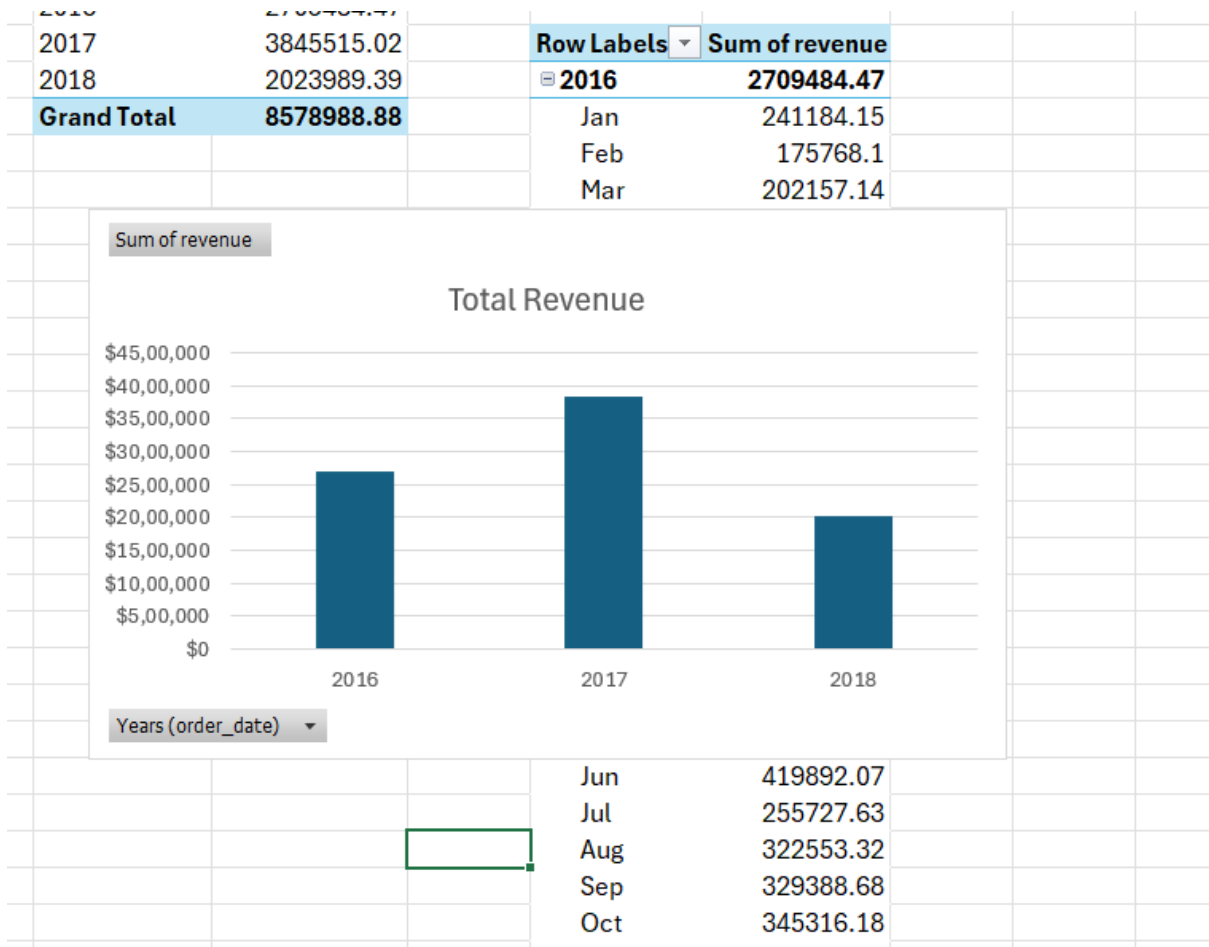 2017 3845515.02 Row Labels Sum of revenue
2018 2023989.39 2016 2709484.47
Grand Total 8578988.88 Jan 241184.15
Feb 175768.1
Mar 202157.14
Sum of revenue
Total Revenue
$45,00,000
$40,00,000
$35,00,000
$30,00,000
$25,00,000
$20,00,000
$15,00,000
$10,00,000
$5,00,000
$0
2016 2017 2018
Years (order_date)
Jun 419892.07
Jul 255727.63
Aug 322553.32
Sep 329388.68
Oct 345316.18